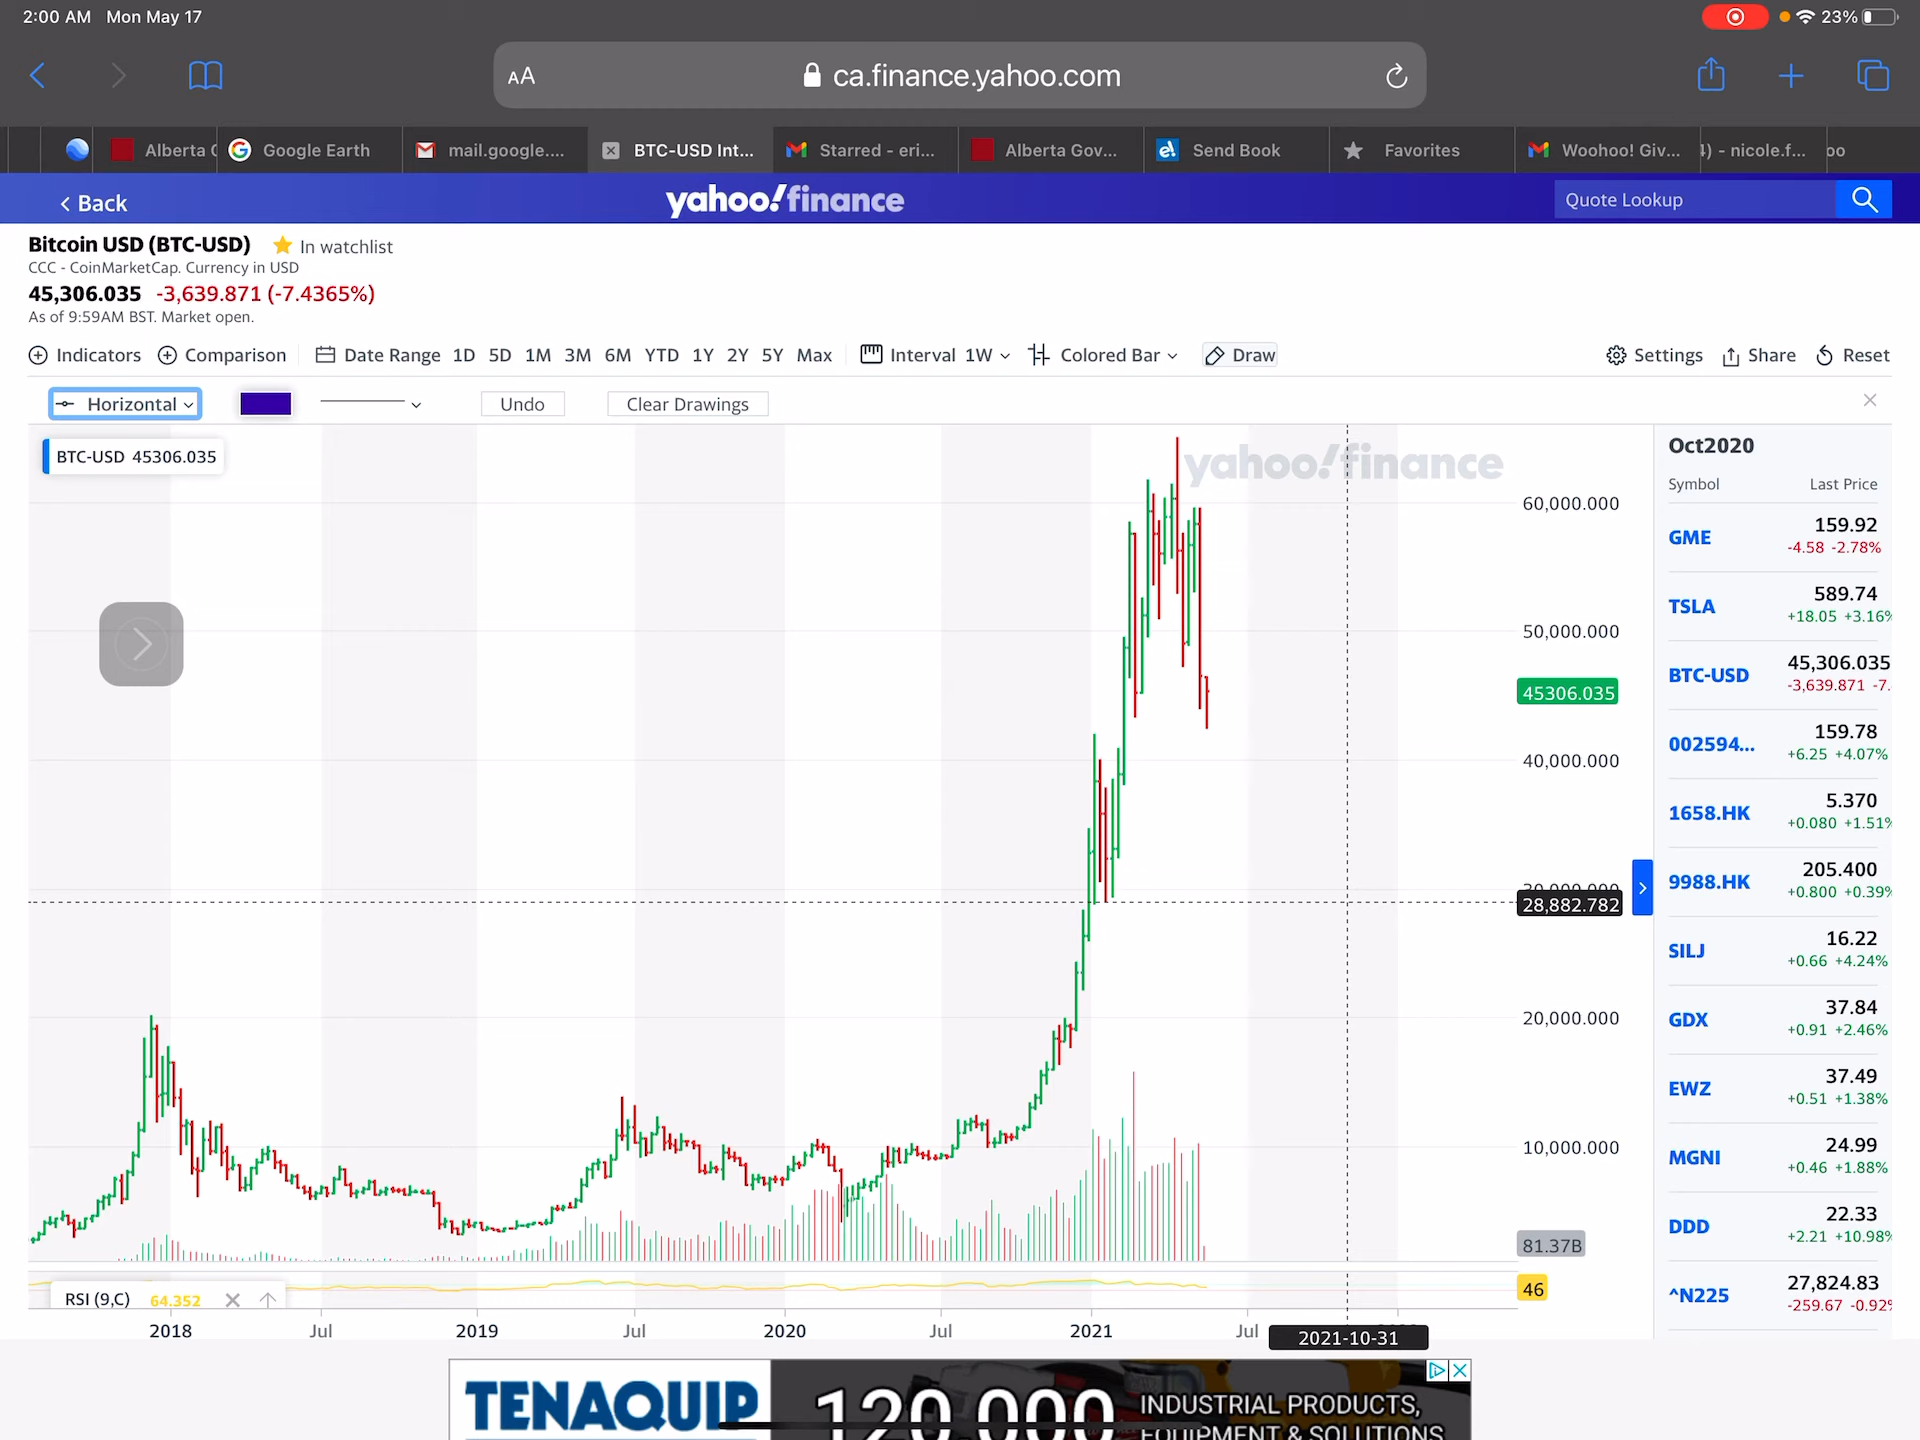 2:00 AM Mon May 17
23%
AA ca.finance.yahoo.com
Alberta
Google Earth
mail.google....
BTC-USD Int...
Starred - eri...
Alberta Gov...
Send Book
Favorites
Woohoo! Giv...
- nicole.f...
Back
yahoo!finance
Quote Lookup
Bitcoin USD (BTC-USD) In watchlist
CCC - CoinMarketCap. Currency in USD
45,306.035 -3,639.871 (-7.4365%)
As of 9:59AM BST. Market open.
Indicators Comparison Date Range 1D 5D 1M 3M 6M YTD 1Y 2Y 5Y Max Interval 1W Colored Bar Draw Settings Share Reset
Horizontal Undo Clear Drawings
BTC-USD 45306.035
yahoo!finance
60,000.000
50,000.000
45306.035
40,000.000
30,000.000
28,882.782
20,000.000
10,000.000
81.37B
46
RSI (9,C) 64.352
2018 Jul 2019 Jul 2020 Jul 2021 Jul 2021-10-31
Oct2020
Symbol Last Price
GME 159.92
-4.58 -2.78%
TSLA 589.74
+18.05 +3.16%
BTC-USD 45,306.035
-3,639.871 -7.
002594... 159.78
+6.25 +4.07%
1658.HK 5.370
+0.080 +1.51%
9988.HK 205.400
+0.800 +0.39%
SILJ 16.22
+0.66 +4.24%
GDX 37.84
+0.91 +2.46%
EWZ 37.49
+0.51 +1.38%
MGNI 24.99
+0.46 +1.88%
DDD 22.33
+2.21 +10.98%
^N225 27,824.83
-259.67 -0.92%
TENAQUIP
120,000
INDUSTRIAL PRODUCTS,
EQUIPMENT & SOLUTIONS